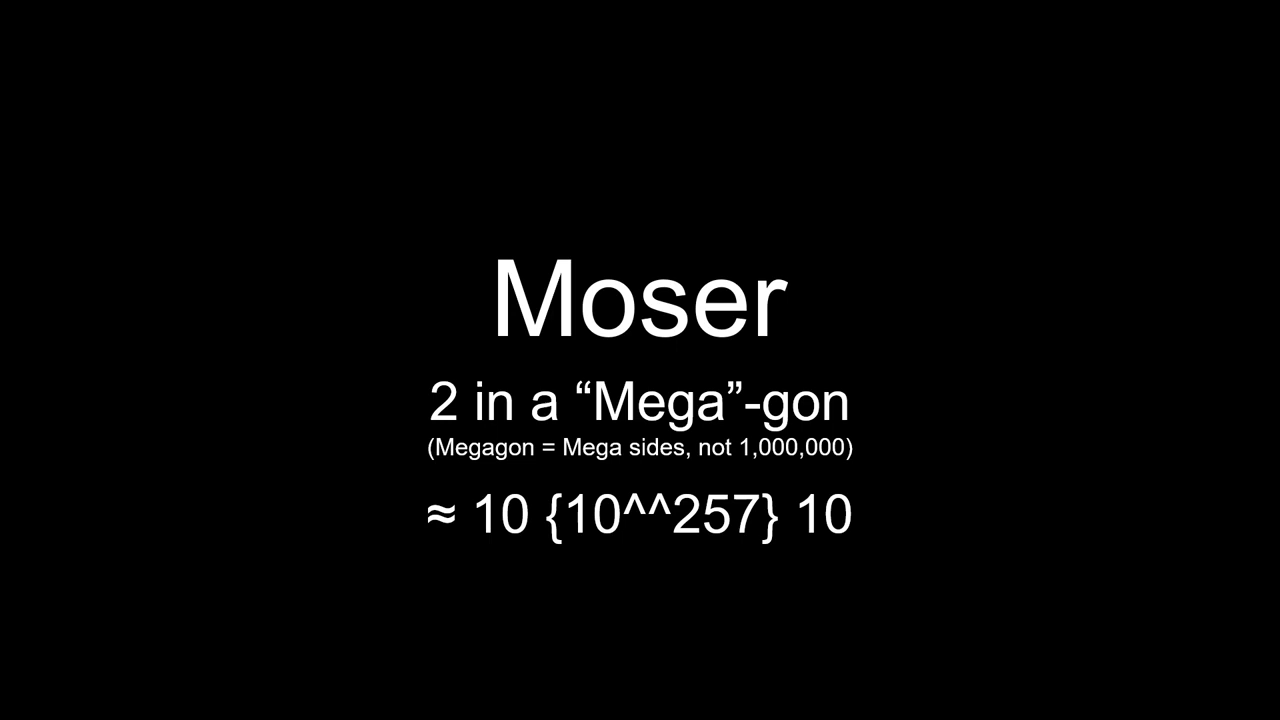 Moser
2 in a “Mega”-gon
(Megagon = Mega sides, not 1,000,000)
≈ 10 {10^^257} 10